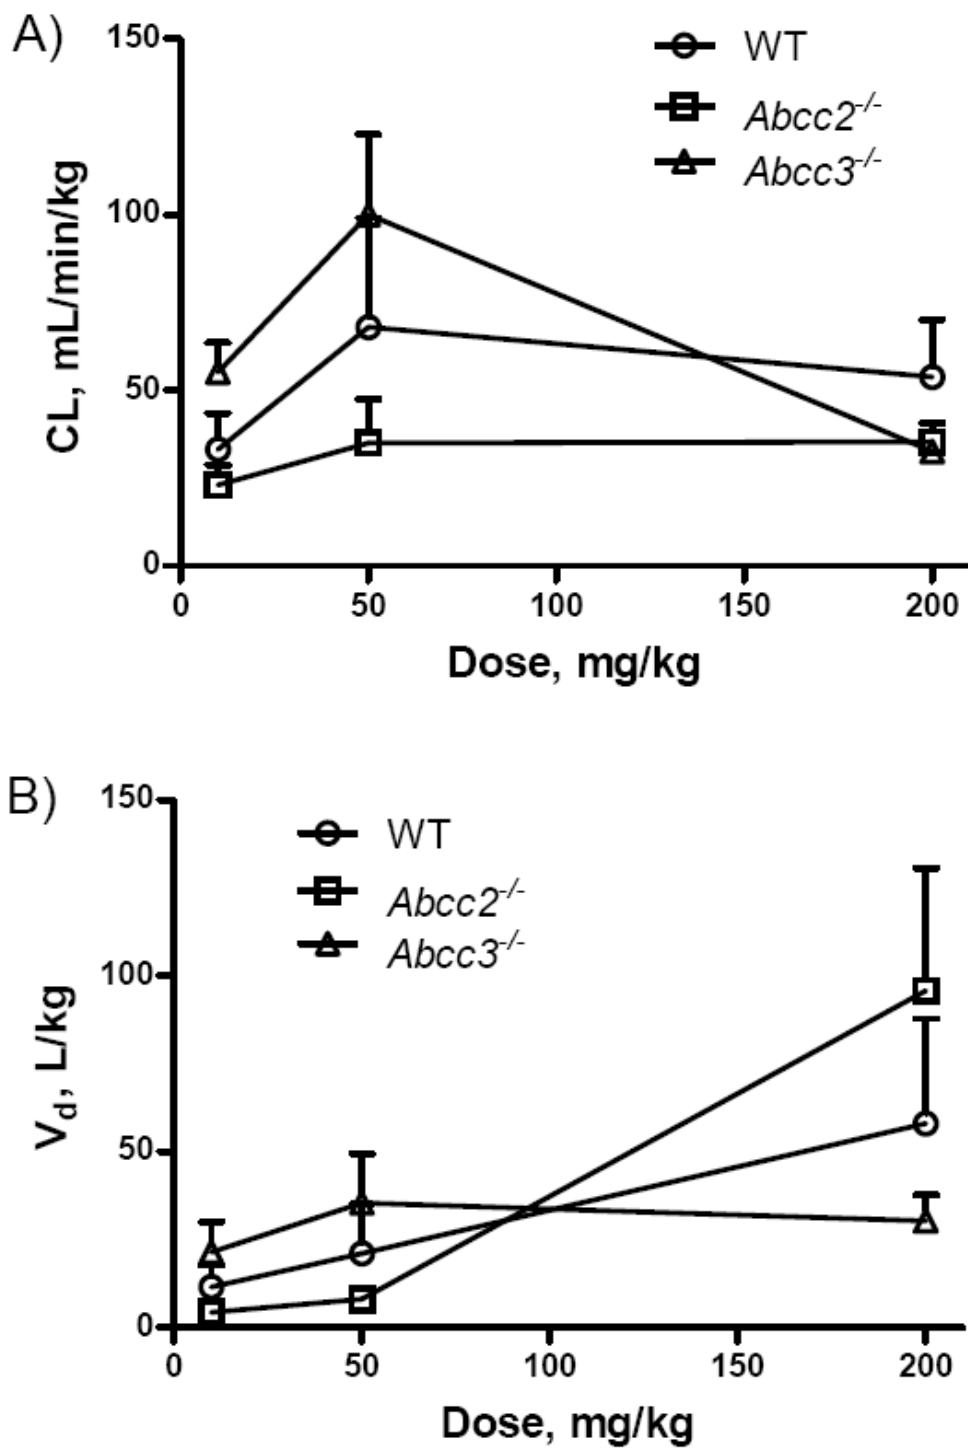 A)
150
100
50
0
CL, mL/min/kg
WT
Abcc2-/-
Abcc3-/-
0 50 100 150 200
Dose, mg/kg
B)
150
100
50
0
Vd, L/kg
WT
Abcc2-/-
Abcc3-/-
0 50 100 150 200
Dose, mg/kg